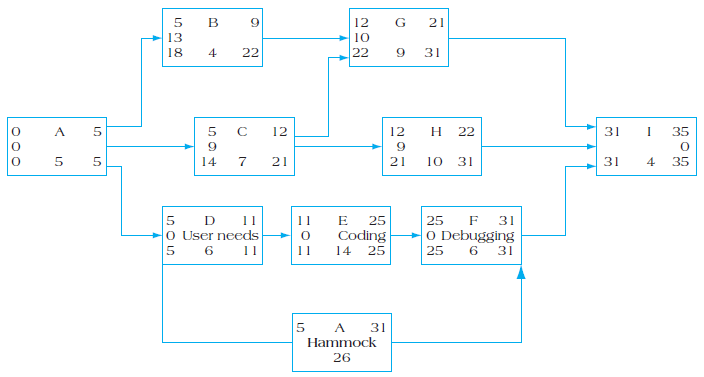 5 B 9
13
18 4 22
12 G 21
10
22 9 31
0 A 5
0
0 5 5
5 C 12
9
14 7 21
12 H 22
9
21 10 31
31 I 35
0
31 4 35
5 D 11
0 User needs
5 6 11
11 E 25
0 Coding
11 14 25
25 F 31
0 Debugging
25 6 31
5 A 31
Hammock
26